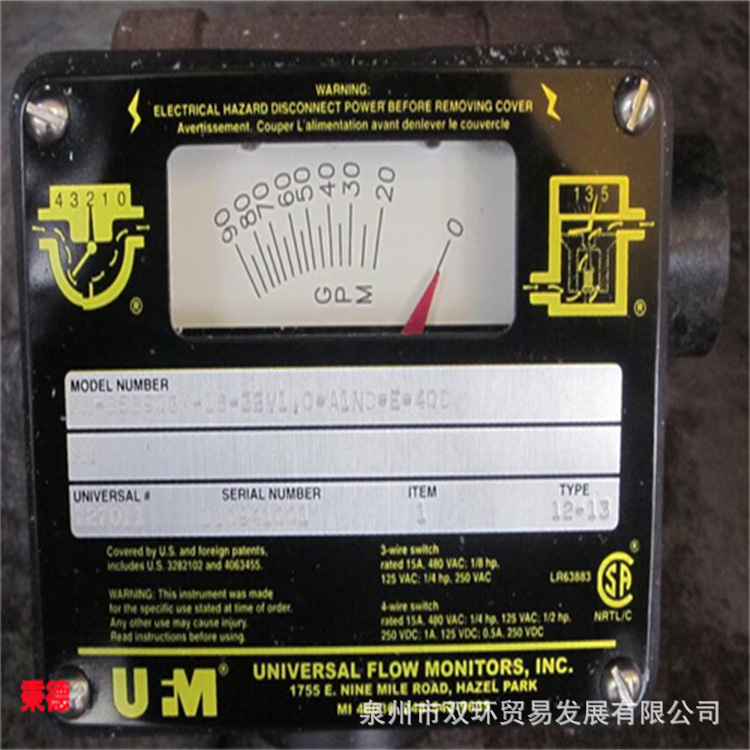 WARNING:
ELECTRICAL HAZARD DISCONNECT POWER BEFORE REMOVING COVER
Avertissement. Couper L'alimentation avant denlever le couvercle
4 3 2 1 0
90 80 70 60 50 40 30 20 0
GPM
1 3 5
®
®
MODEL NUMBER
UNIVERSAL #
SERIAL NUMBER
ITEM
TYPE
1
12-13
Covered by U.S. and foreign patents,
includes U.S. 3282102 and 4063455.
WARNING: This instrument was made
for the specific use stated at time of order.
Any other use may cause injury.
Read instructions before use.
3-wire switch
rated 15A, 480 VAC: 1/8 hp,
125 VAC: 1/4 hp, 250 VAC
4-wire switch
rated 15A, 480 VAC: 1/4 hp, 125 VAC: 1/2 hp,
250 VDC: 1A, 125 VDC: 0.5A, 250 VDC
LR63883
SA
®
NRTL/C
秉德
UFM®
UNIVERSAL FLOW MONITORS, INC.
1755 E. NINE MILE ROAD, HAZEL PARK
MI
泉州市双环贸易发展有限公司